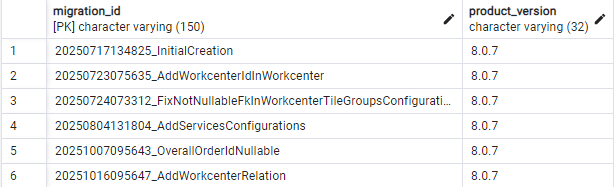 migration_id product_version
[PK] character varying (150) character varying (32)
1 20250717134825_InitialCreation 8.0.7
2 20250723075635_AddWorkcenterIdInWorkcenter 8.0.7
3 20250724073312_FixNotNullableFkInWorkcenterTileGroupsConfigurati... 8.0.7
4 20250804131804_AddServicesConfigurations 8.0.7
5 20251007095643_OverallOrderIdNullable 8.0.7
6 20251016095647_AddWorkcenterRelation 8.0.7